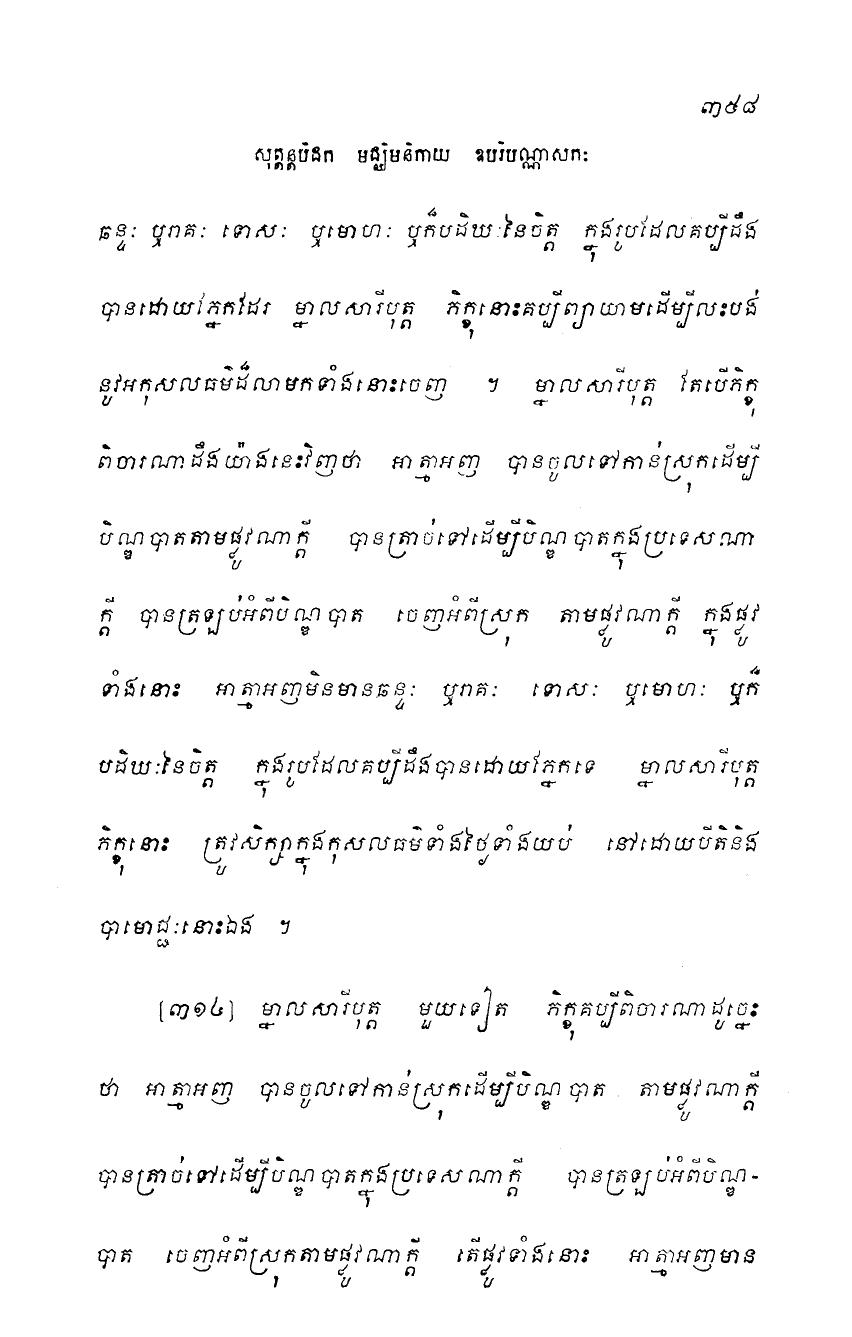 ៣៩៨
សុត្តន្តបិដក មជ្ឈិមនិកាយ ឧបរិបណ្ណាសកៈ
ឆន្ទៈ ឬរាគៈ ទោសៈ ឬមោហៈ ឬក៏បដិឃៈនៃចិត្ត ក្នុងរូបដែលគប្បីដឹង
បានដោយភ្នែកដែរ ម្នាលសារីបុត្ត ភិក្ខុនោះគប្បីព្យាយាមដើម្បីលះបង់
នូវអកុសលធម៌ដ៏លាមកទាំងនោះចេញ ។ ម្នាលសារីបុត្ត តែបើភិក្ខុ
ពិចារណាដឹងយ៉ាងនេះវិញថា អាត្មាអញ បានចូលទៅកាន់ស្រុកដើម្បី
បិណ្ឌបាតតាមផ្លូវណាក្តី បានត្រាច់ទៅដើម្បីបិណ្ឌបាតក្នុងប្រទេសណា
ក្តី បានត្រឡប់អំពីបិណ្ឌបាត ចេញអំពីស្រុក តាមផ្លូវណាក្តី ក្នុងផ្លូវ
ទាំងនោះ អាត្មាអញមិនមានឆន្ទៈ ឬរាគៈ ទោសៈ ឬមោហៈ ឬក៏
បដិឃៈនៃចិត្ត ក្នុងរូបដែលគប្បីដឹងបានដោយភ្នែកទេ ម្នាលសារីបុត្ត
ភិក្ខុនោះ ត្រូវសិក្សាក្នុងកុសលធម៌ទាំងថ្ងៃទាំងយប់ នៅដោយបីតិនិង
បាមោជ្ជៈនោះឯង ។
[៣១៤] ម្នាលសារីបុត្ត មួយទៀត ភិក្ខុគប្បីពិចារណាដូច្នេះ
ថា អាត្មាអញ បានចូលទៅកាន់ស្រុកដើម្បីបិណ្ឌបាត តាមផ្លូវណាក្តី
បានត្រាច់ទៅដើម្បីបិណ្ឌបាតក្នុងប្រទេសណាក្តី បានត្រឡប់អំពីបិណ្ឌ-
បាត ចេញអំពីស្រុកតាមផ្លូវណាក្តី តើផ្លូវទាំងនោះ អាត្មាអញមាន